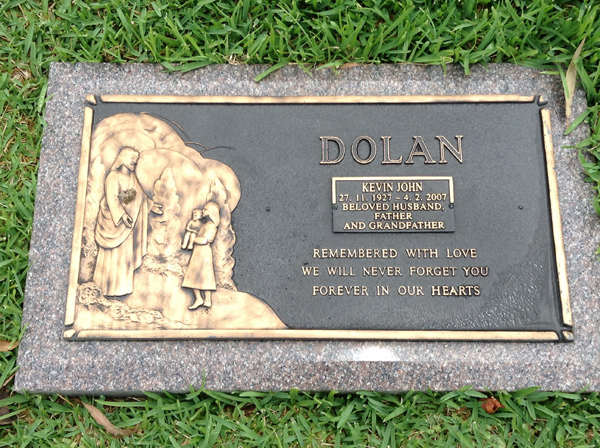 DOLAN
KEVIN JOHN
27. 11. 1927 – 4. 2. 2007
BELOVED HUSBAND,
FATHER
AND GRANDFATHER
REMEMBERED WITH LOVE
WE WILL NEVER FORGET YOU
FOREVER IN OUR HEARTS